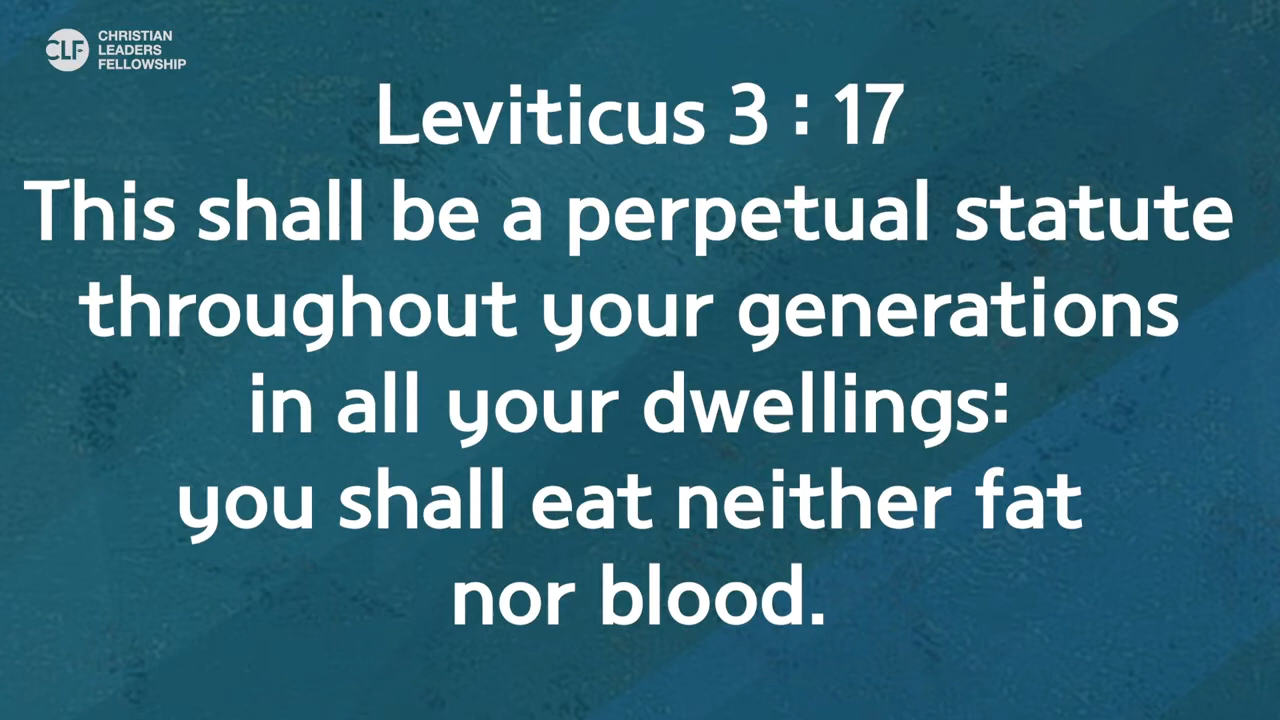 CLF
CHRISTIAN
LEADERS
FELLOWSHIP
Leviticus 3 : 17
This shall be a perpetual statute
throughout your generations
in all your dwellings:
you shall eat neither fat
nor blood.